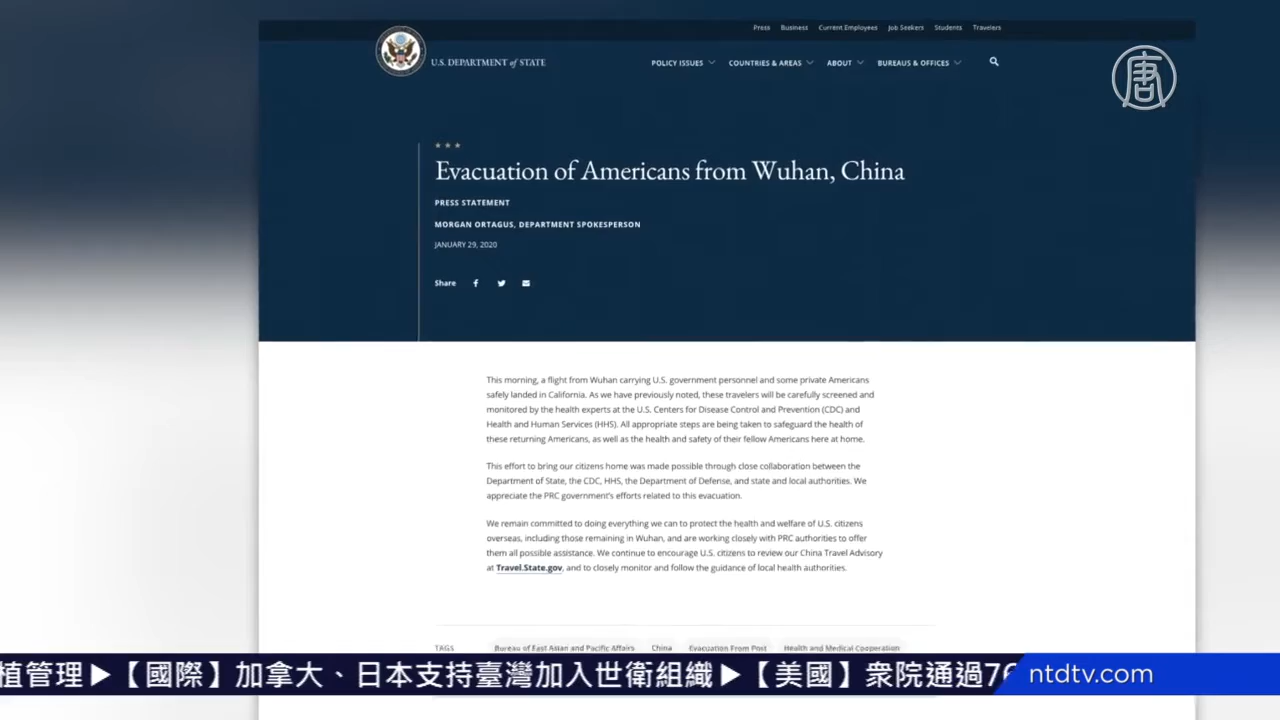 Press Business Current Employees Job Seekers Students Travelers
U.S. DEPARTMENT of STATE
POLICY ISSUES COUNTRIES & AREAS ABOUT BUREAUS & OFFICES
唐
Evacuation of Americans from Wuhan, China
PRESS STATEMENT
MORGAN ORTAGUS, DEPARTMENT SPOKESPERSON
JANUARY 29, 2020
Share
This morning, a flight from Wuhan carrying U.S. government personnel and some private Americans
safely landed in California. As we have previously noted, these travelers will be carefully screened and
monitored by the health experts at the U.S. Centers for Disease Control and Prevention (CDC) and
Health and Human Services (HHS). All appropriate steps are being taken to safeguard the health of
these returning Americans, as well as the health and safety of their fellow Americans here at home.
This effort to bring our citizens home was made possible through close collaboration between the
Department of State, the CDC, HHS, the Department of Defense, and state and local authorities. We
appreciate the PRC government's efforts related to this evacuation.
We remain committed to doing everything we can to protect the health and welfare of U.S. citizens
overseas, including those remaining in Wuhan, and are working closely with PRC authorities to offer
them all possible assistance. We continue to encourage U.S. citizens to review our China Travel Advisory
at Travel.State.gov, and to closely monitor and follow the guidance of local health authorities.
TAGS Bureau of East Asian and Pacific Affairs China Evacuation From Post Health and Medical Cooperation
植管理▶【國際】加拿大、日本支持臺灣加入世衛組織▶【美國】衆院通過76
ntdtv.com